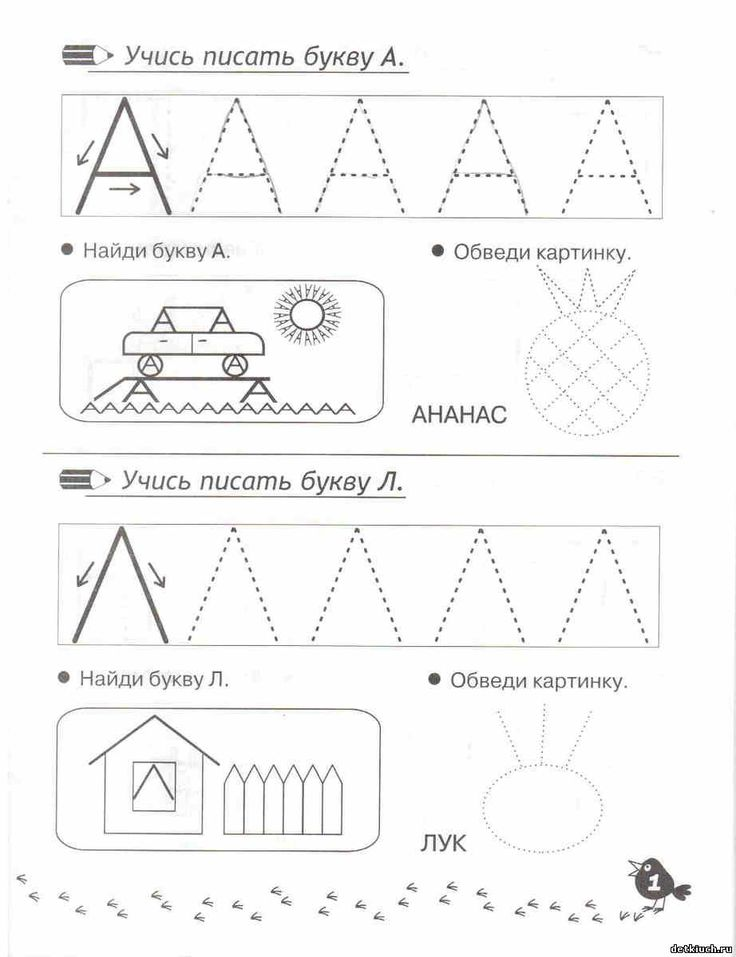 Учись писать букву А.
А А А А А
Найди букву А.
Обведи картинку.
АНАНАС
Учись писать букву Л.
Л Л Л Л Л
Найди букву Л.
Обведи картинку.
ЛУК
1
detkiuch.ru